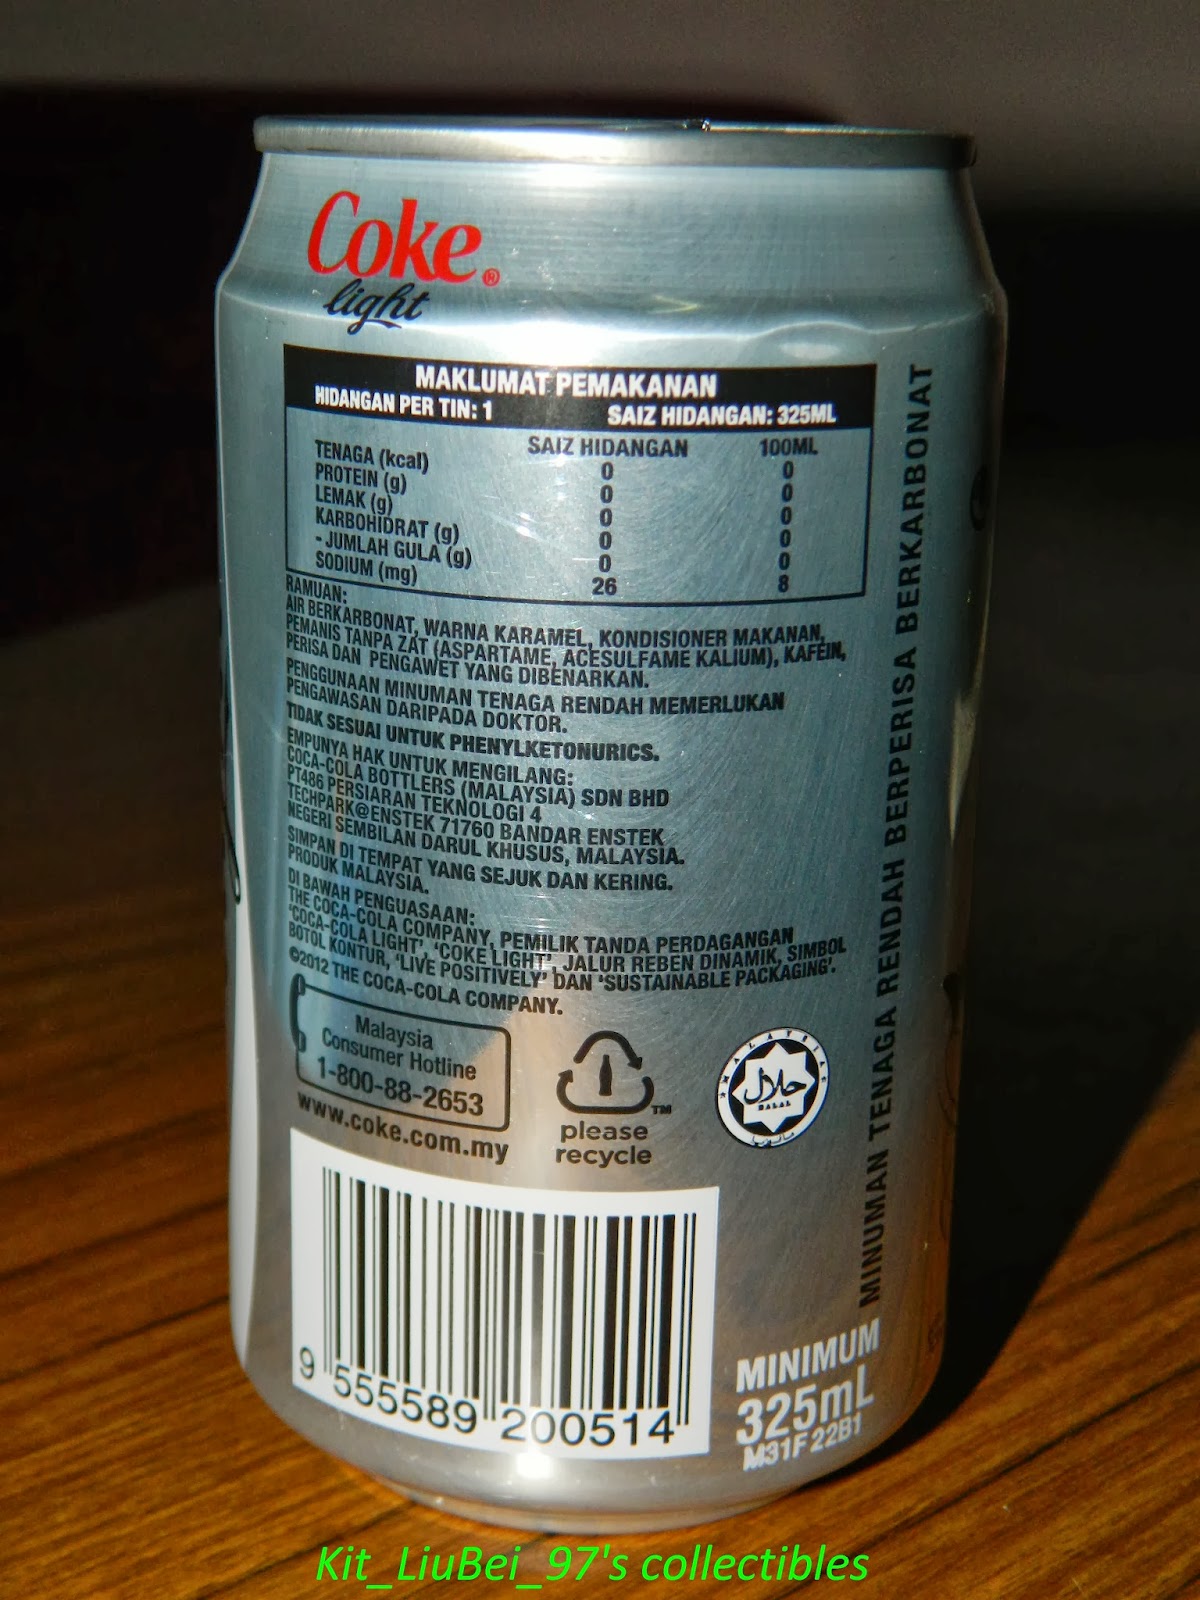 Coke®
light
MAKLUMAT PEMAKANAN
HIDANGAN PER TIN: 1 SAIZ HIDANGAN: 325ML
SAIZ HIDANGAN 100ML
TENAGA (kcal) 0 0
PROTEIN (g) 0 0
LEMAK (g) 0 0
KARBOHIDRAT (g) 0 0
- JUMLAH GULA (g) 0 0
SODIUM (mg) 26 8
RAMUAN:
AIR BERKARBONAT, WARNA KARAMEL, KONDISIONER MAKANAN,
PEMANIS TANPA ZAT (ASPARTAME, ACESULFAME KALIUM), KAFEIN,
PERISA DAN PENGAWET YANG DIBENARKAN.
PENGGUNAAN MINUMAN TENAGA RENDAH MEMERLUKAN
PENGAWASAN DARIPADA DOKTOR.
TIDAK SESUAI UNTUK PHENYLKETONURICS.
EMPUNYA HAK UNTUK MENGILANG:
COCA-COLA BOTTLERS (MALAYSIA) SDN BHD
PT486 PERSIARAN TEKNOLOGI 4
TECHPARK@ENSTEK 71760 BANDAR ENSTEK
NEGERI SEMBILAN DARUL KHUSUS, MALAYSIA.
SIMPAN DI TEMPAT YANG SEJUK DAN KERING.
PRODUK MALAYSIA.
DI BAWAH PENGUASAAN:
THE COCA-COLA COMPANY, PEMILIK TANDA PERDAGANGAN
'COCA-COLA LIGHT', 'COKE LIGHT', JALUR REBEN DINAMIK, SIMBOL
BOTOL KONTUR, 'LIVE POSITIVELY' DAN 'SUSTAINABLE PACKAGING'.
©2012 THE COCA-COLA COMPANY.
Malaysia
Consumer Hotline
1-800-88-2653
www.coke.com.my
please
recycle
TM
MALAYSIA
حلال
HALAL
ماليزيا
MINUMAN TENAGA RENDAH BERPERISA BERKARBONAT
9 555589 200514
MINIMUM
325mL
M31F22B1
Kit_LiuBei_97's collectibles